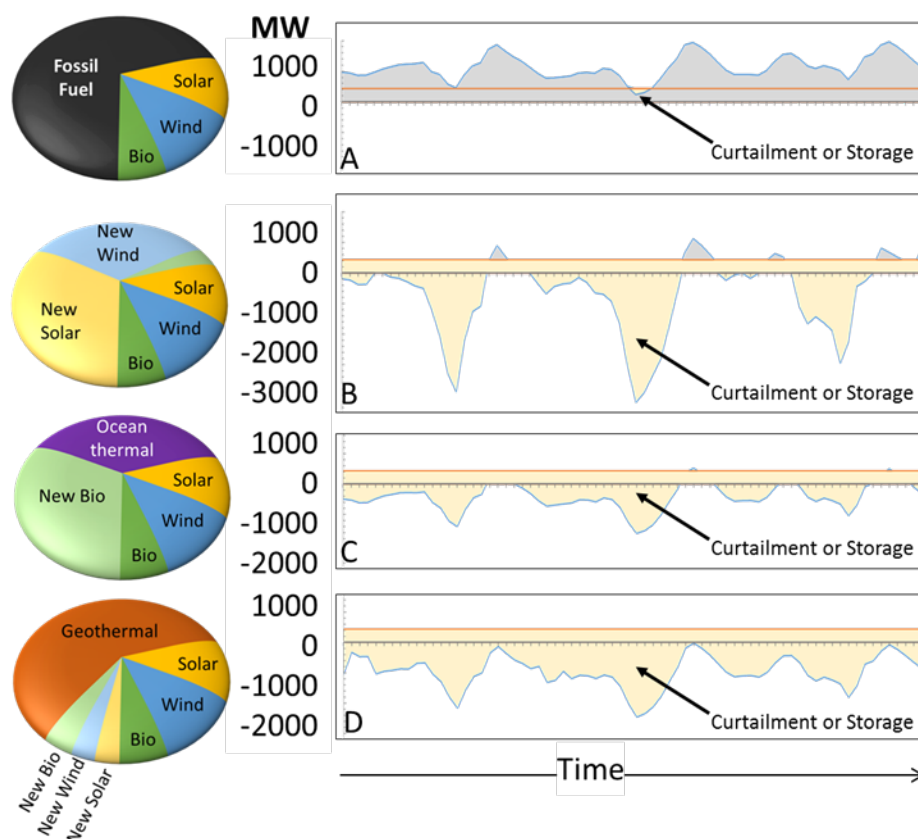 MW
Fossil
Fuel
Solar
Wind
Bio
1000
0
-1000
A
Curtailment or Storage
New
Wind
New
Solar
Solar
Wind
Bio
1000
0
-1000
-2000
-3000
B
Curtailment or Storage
Ocean
thermal
New Bio
Solar
Wind
Bio
1000
0
-1000
-2000
C
Curtailment or Storage
Geothermal
Solar
Wind
Bio
New Bio
New Wind
New Solar
1000
0
-1000
-2000
D
Curtailment or Storage
Time